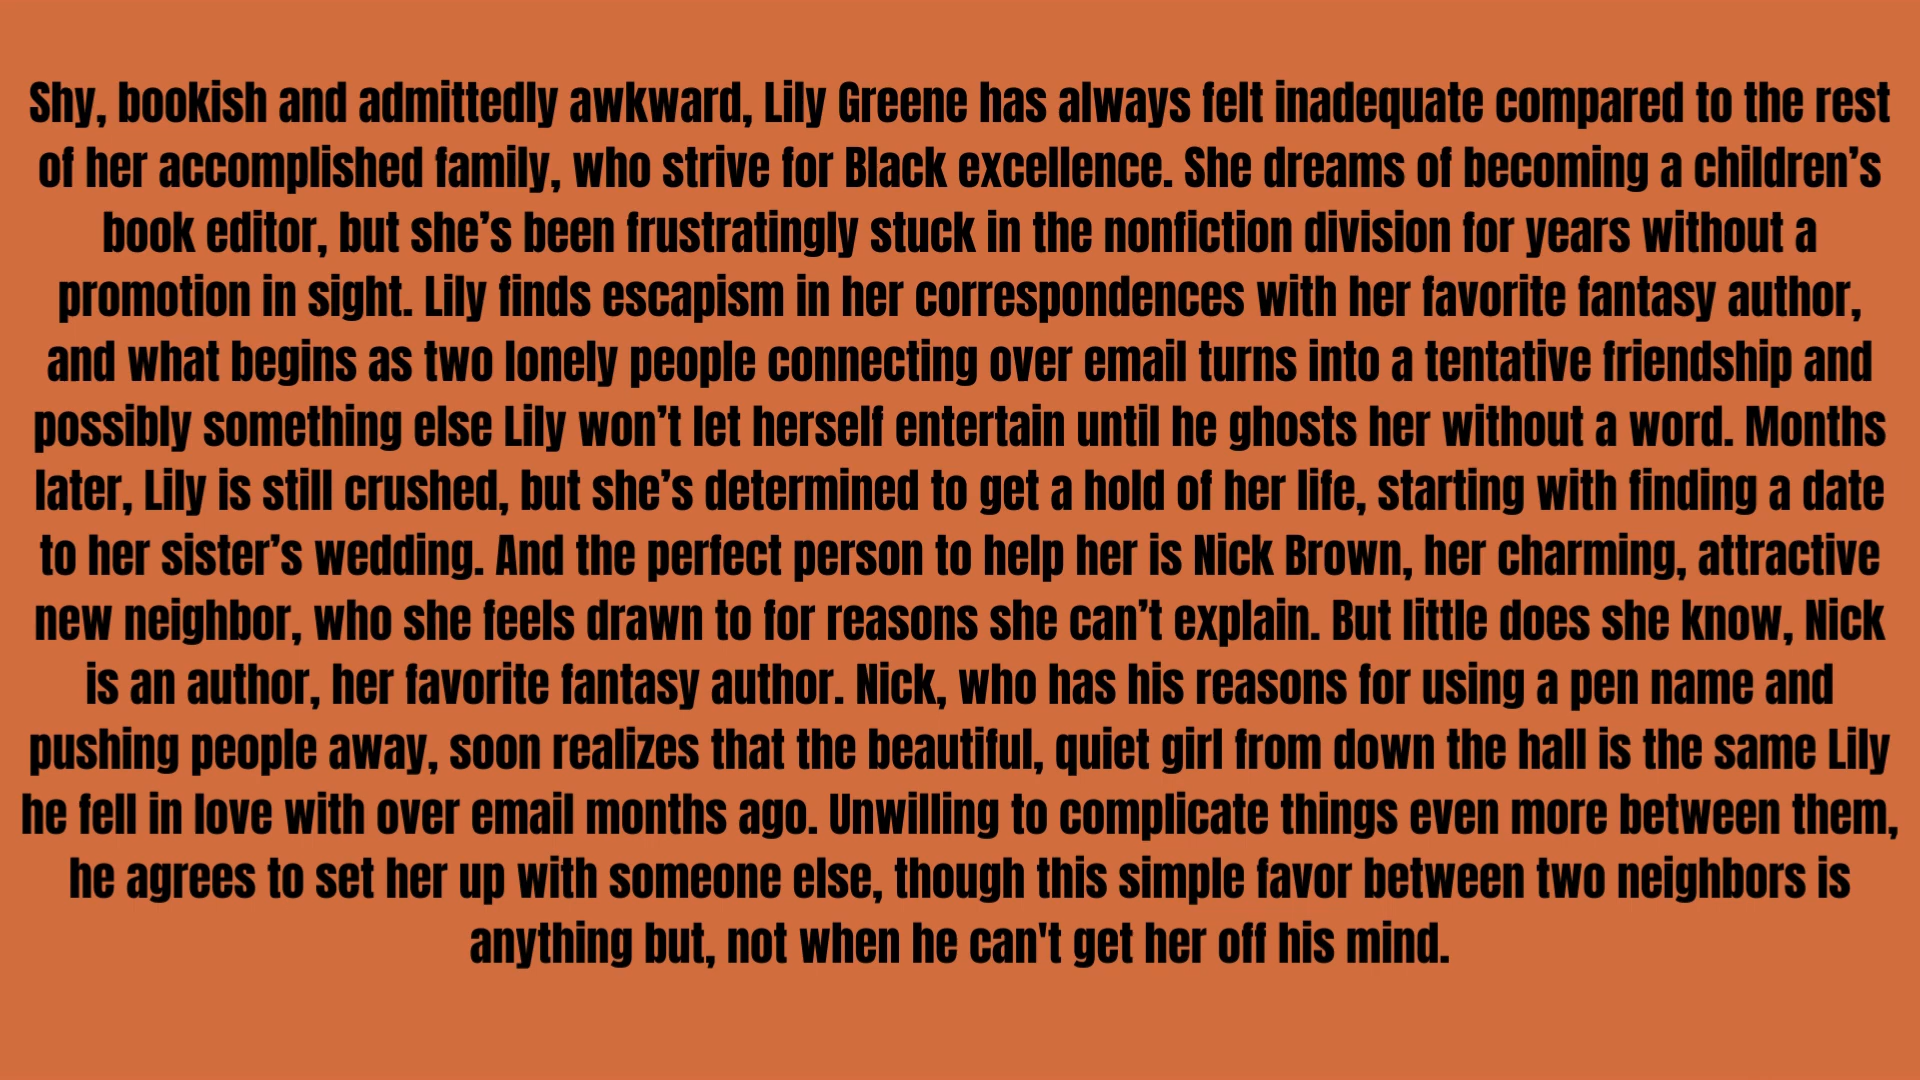 Shy, bookish and admittedly awkward, Lily Greene has always felt inadequate compared to the rest
of her accomplished family, who strive for Black excellence. She dreams of becoming a children’s
book editor, but she’s been frustratingly stuck in the nonfiction division for years without a
promotion in sight. Lily finds escapism in her correspondences with her favorite fantasy author,
and what begins as two lonely people connecting over email turns into a tentative friendship and
possibly something else Lily won’t let herself entertain until he ghosts her without a word. Months
later, Lily is still crushed, but she’s determined to get a hold of her life, starting with finding a date
to her sister’s wedding. And the perfect person to help her is Nick Brown, her charming, attractive
new neighbor, who she feels drawn to for reasons she can’t explain. But little does she know, Nick
is an author, her favorite fantasy author. Nick, who has his reasons for using a pen name and
pushing people away, soon realizes that the beautiful, quiet girl from down the hall is the same Lily
he fell in love with over email months ago. Unwilling to complicate things even more between them,
he agrees to set her up with someone else, though this simple favor between two neighbors is
anything but, not when he can't get her off his mind.